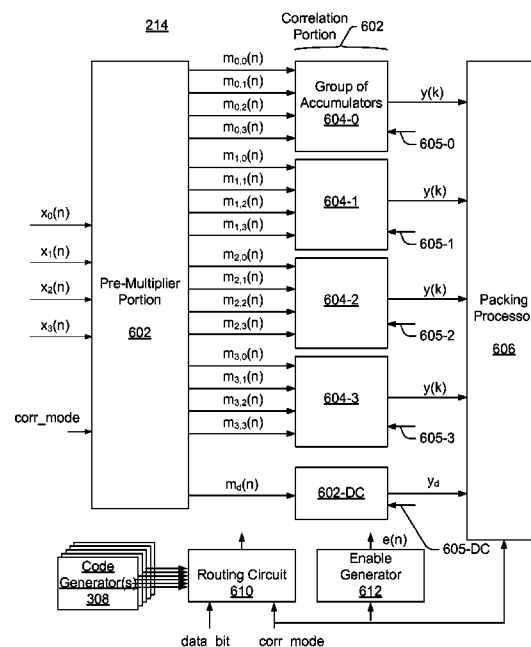 214
Correlation
Portion
602
Pre-Multiplier
Portion
602
x0(n)
x1(n)
x2(n)
x3(n)
corr_mode
m0,0(n)
m0,1(n)
m0,2(n)
m0,3(n)
m1,0(n)
m1,1(n)
m1,2(n)
m1,3(n)
m2,0(n)
m2,1(n)
m2,2(n)
m2,3(n)
m3,0(n)
m3,1(n)
m3,2(n)
m3,3(n)
md(n)
Group of
Accumulators
604-0
y(k)
605-0
604-1
y(k)
605-1
604-2
y(k)
605-2
604-3
y(k)
605-3
602-DC
yd
605-DC
Packing
Processo
606
Code
Generator(s)
308
Routing Circuit
610
e(n)
Enable
Generator
612
data_bit
corr_mode